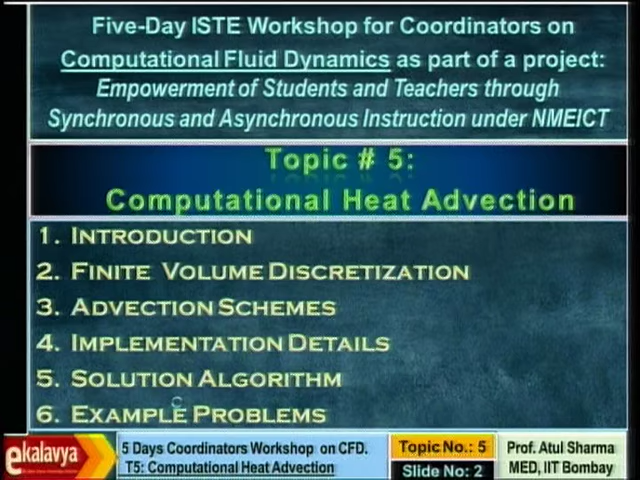 Five-Day ISTE Workshop for Coordinators on
Computational Fluid Dynamics as part of a project:
Empowerment of Students and Teachers through
Synchronous and Asynchronous Instruction under NMEICT
Topic # 5:
Computational Heat Advection
1. INTRODUCTION
2. FINITE VOLUME DISCRETIZATION
3. ADVECTION SCHEMES
4. IMPLEMENTATION DETAILS
5. SOLUTION ALGORITHM
6. EXAMPLE PROBLEMS
ekalavya
5 Days Coordinators Workshop on CFD.
T5: Computational Heat Advection
Topic No.: 5
Slide No: 2
Prof. Atul Sharma
MED, IIT Bombay